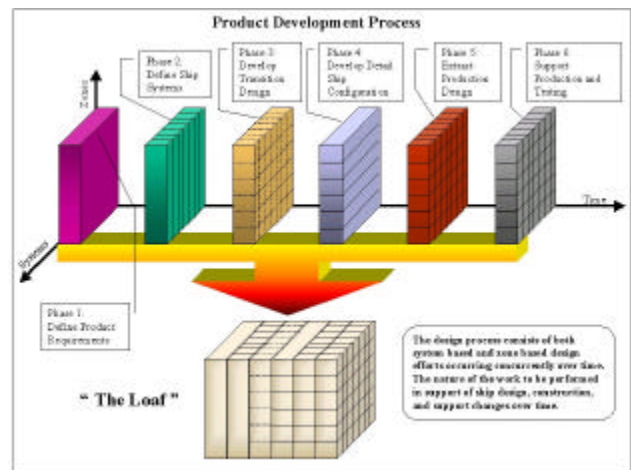 Product Development Process
Phase 2:
Define Ship
Systems
Phase 3:
Develop
Transition
Design
Phase 4:
Develop Detail
Ship
Configuration
Phase 5:
Extract
Production
Design
Phase 6:
Support
Production and
Testing
Zones
Time
Systems
Phase 1:
Define Product
Requirements
The design process consists of both
system based and zone based design
efforts occurring concurrently over time.
The nature of the work to be performed
in support of ship design, construction,
and support changes over time.
“ The Loaf ”